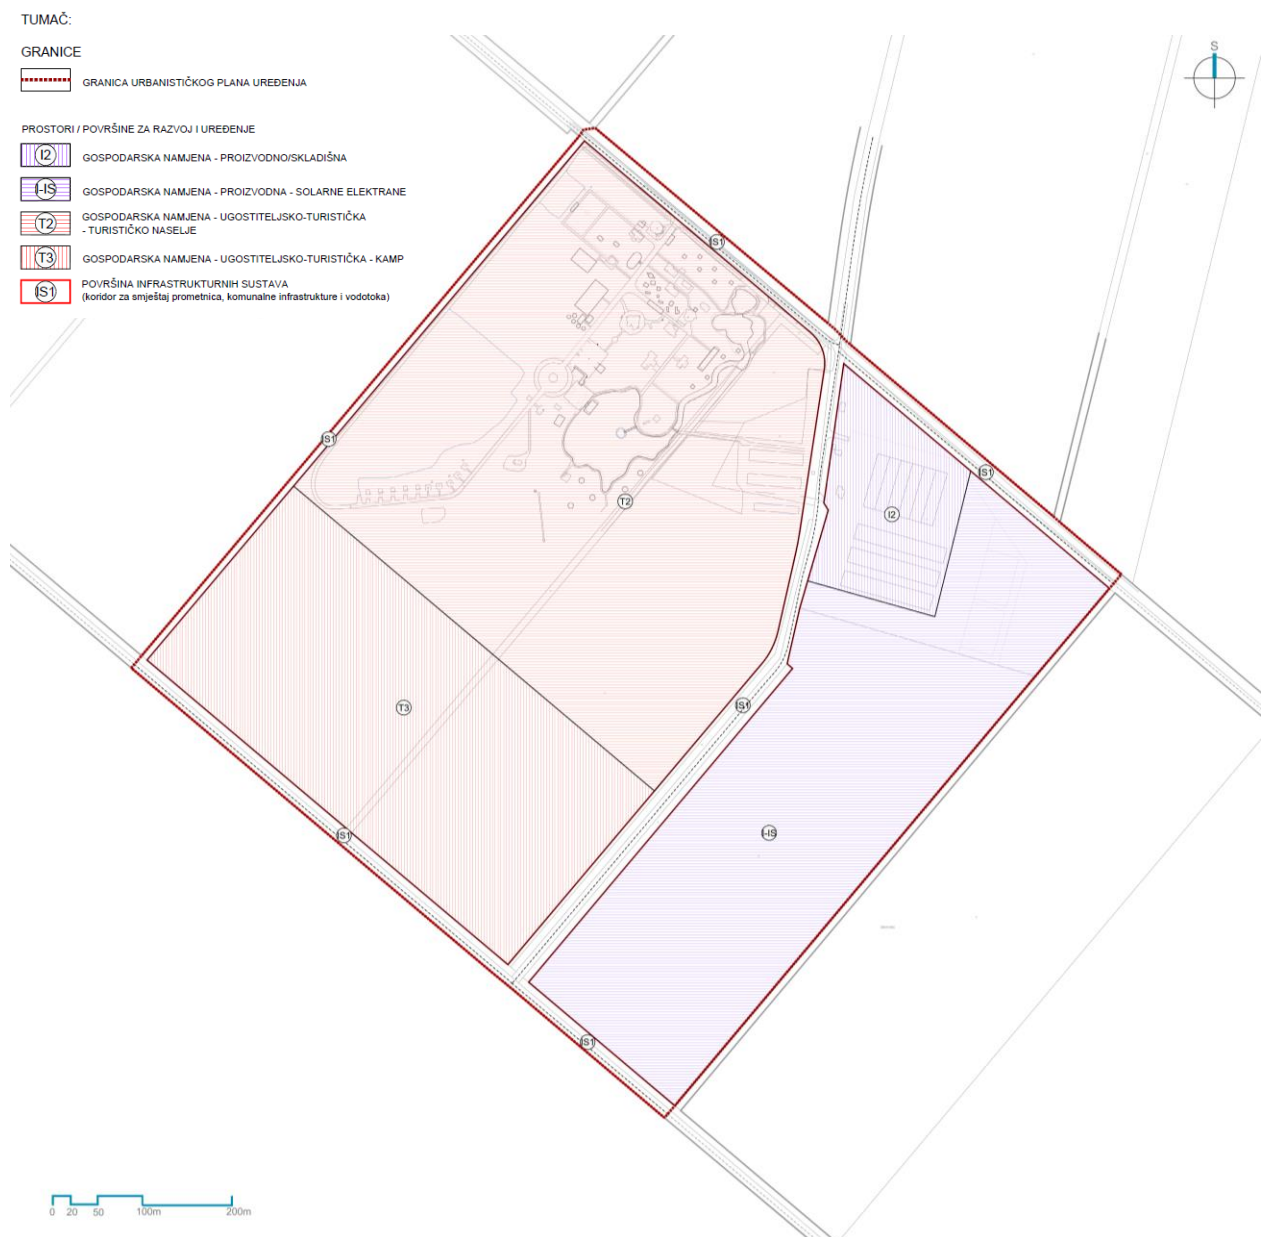 TUMAČ:
GRANICE
GRANICA URBANISTIČKOG PLANA UREĐENJA
PROSTORI / POVRŠINE ZA RAZVOJ I UREĐENJE
I2 GOSPODARSKA NAMJENA - PROIZVODNO/SKLADIŠNA
I-IS GOSPODARSKA NAMJENA - PROIZVODNA - SOLARNE ELEKTRANE
T2 GOSPODARSKA NAMJENA - UGOSTITELJSKO-TURISTIČKA
- TURISTIČKO NASELJE
T3 GOSPODARSKA NAMJENA - UGOSTITELJSKO-TURISTIČKA - KAMP
IS1 POVRŠINA INFRASTRUKTURNIH SUSTAVA
(koridor za smještaj prometnica, komunalne infrastrukture i vodotoka)
S
IS1
IS1
IS1
T2
I2
T3
IS1
I-IS
IS1
IS1
0 20 50 100m 200m